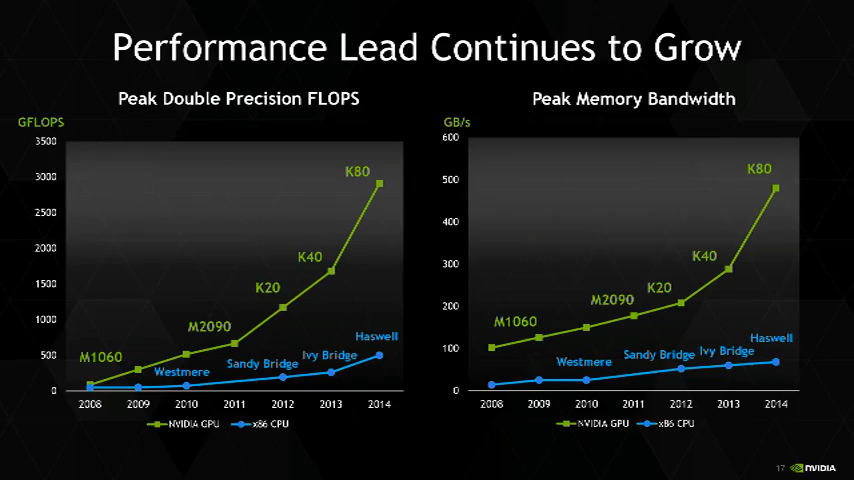 Performance Lead Continues to Grow
Peak Double Precision FLOPS
GFLOPS
3500
3000
2500
2000
1500
1000
500
0
K80
K40
K20
M2090
M1060
Haswell
Ivy Bridge
Sandy Bridge
Westmere
2008 2009 2010 2011 2012 2013 2014
NVIDIA GPU x86 CPU
Peak Memory Bandwidth
GB/s
600
500
400
300
200
100
0
K80
K40
K20
M2090
M1060
Haswell
Ivy Bridge
Sandy Bridge
Westmere
2008 2009 2010 2011 2012 2013 2014
NVIDIA GPU x86 CPU
17 NVIDIA